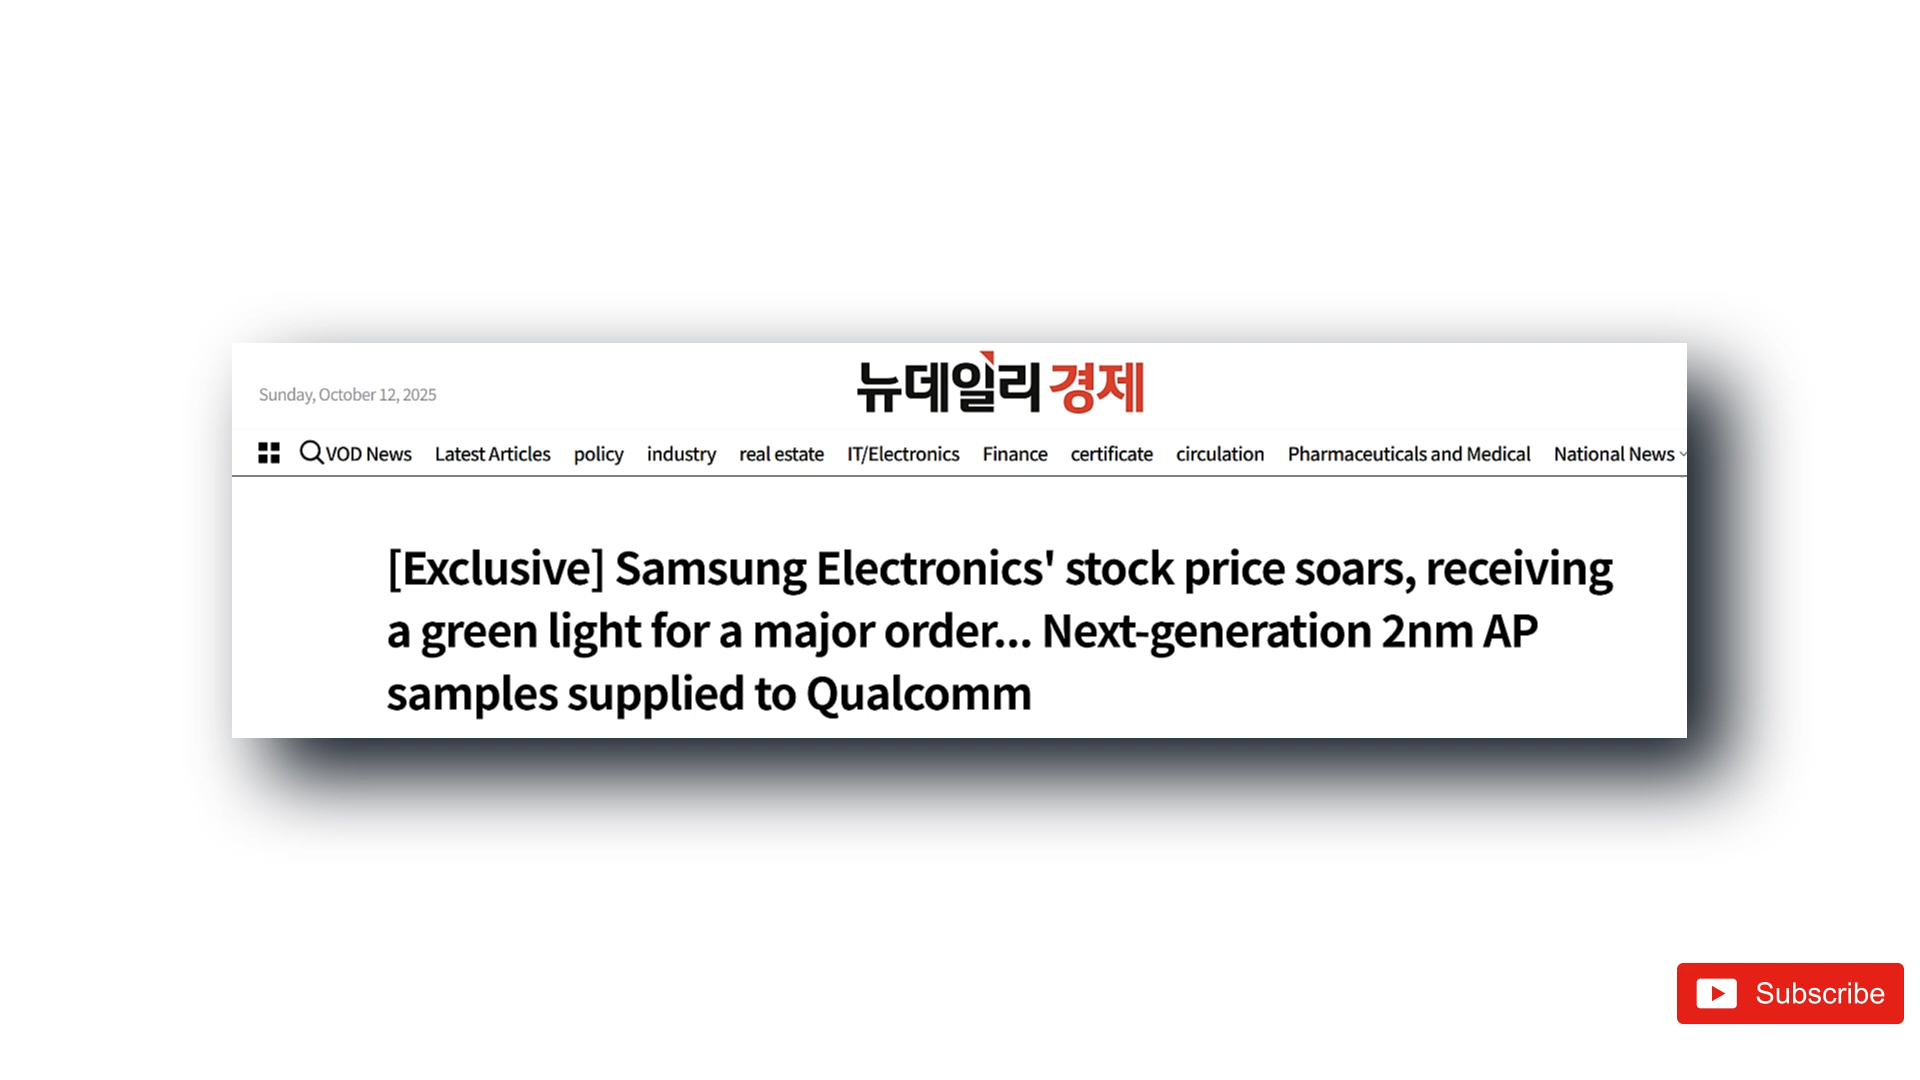 Sunday, October 12, 2025
뉴데일리 경제
VOD News Latest Articles policy industry real estate IT/Electronics Finance certificate circulation Pharmaceuticals and Medical National News
[Exclusive] Samsung Electronics' stock price soars, receiving
a green light for a major order... Next-generation 2nm AP
samples supplied to Qualcomm
Subscribe